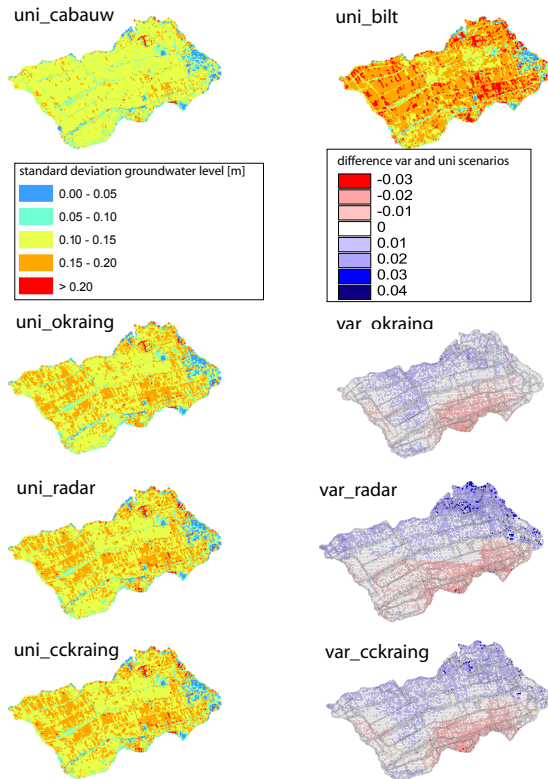 uni_cabauw
uni_bilt
standard deviation groundwater level [m]
0.00 - 0.05
0.05 - 0.10
0.10 - 0.15
0.15 - 0.20
> 0.20
difference var and uni scenarios
-0.03
-0.02
-0.01
0
0.01
0.02
0.03
0.04
uni_okraing
var_okraing
uni_radar
var_radar
uni_cckraing
var_cckraing